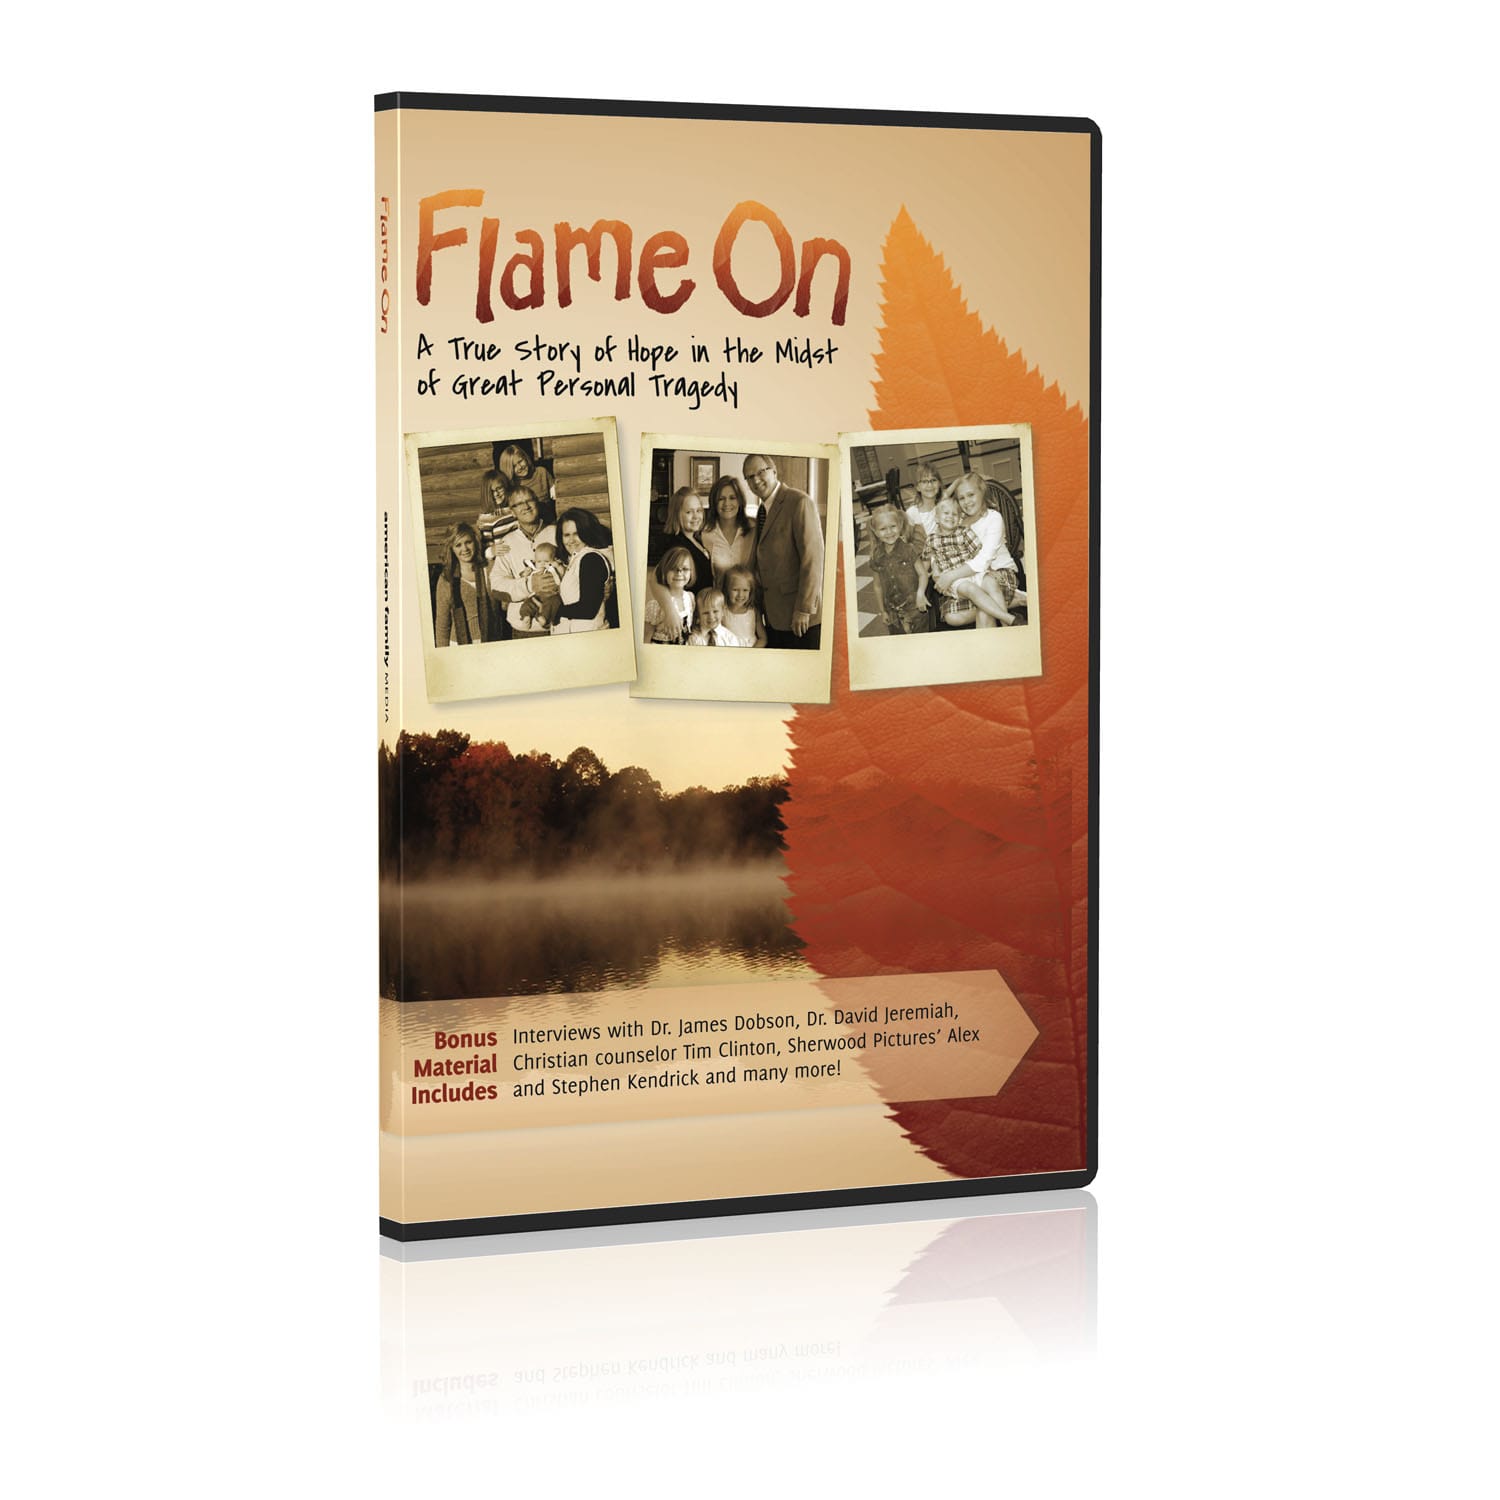 Flame On
A True Story of Hope in the Midst
of Great Personal Tragedy
Bonus
Material
Includes
Interviews with Dr. James Dobson, Dr. David Jeremiah,
Christian counselor Tim Clinton, Sherwood Pictures' Alex
and Stephen Kendrick and many more!
Flame On
american family MEDIA